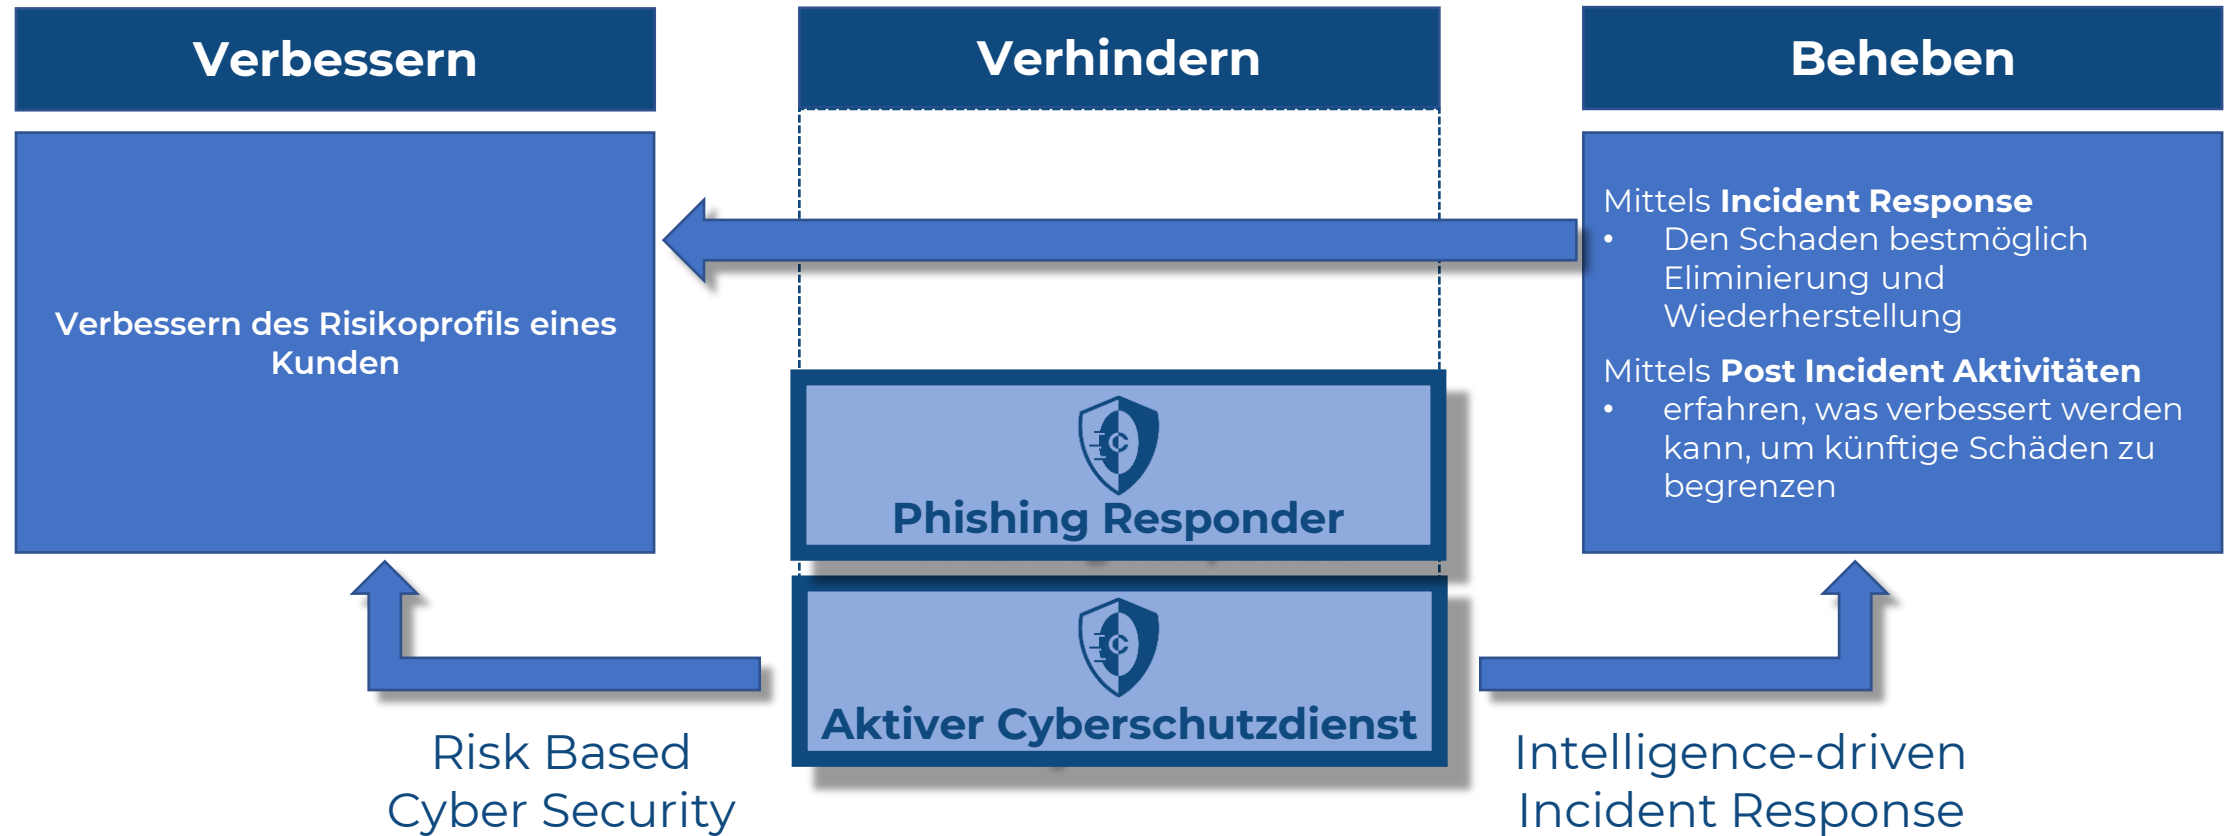 Verbessern
Verhindern
Beheben
Verbessern des Risikoprofils eines
Kunden
Mittels Incident Response
• Den Schaden bestmöglich
Eliminierung und
Wiederherstellung
Mittels Post Incident Aktivitäten
• erfahren, was verbessert werden
kann, um künftige Schäden zu
begrenzen
C
Phishing Responder
C
Aktiver Cyberschutzdienst
Risk Based
Cyber Security
Intelligence-driven
Incident Response